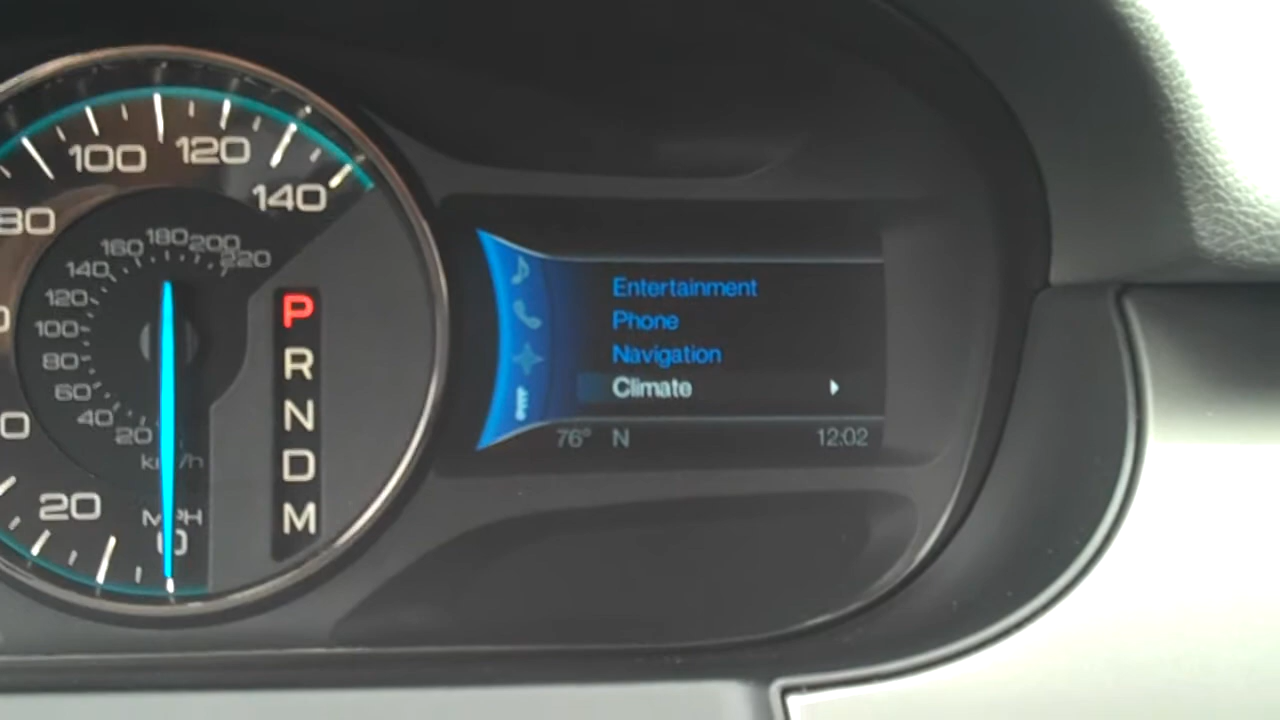 100
120
140
80
180
160
200
220
140
120
100
80
60
40
20
km/h
20
MPH
0
P
R
N
D
M
Entertainment
Phone
Navigation
Climate
76° N 12:02